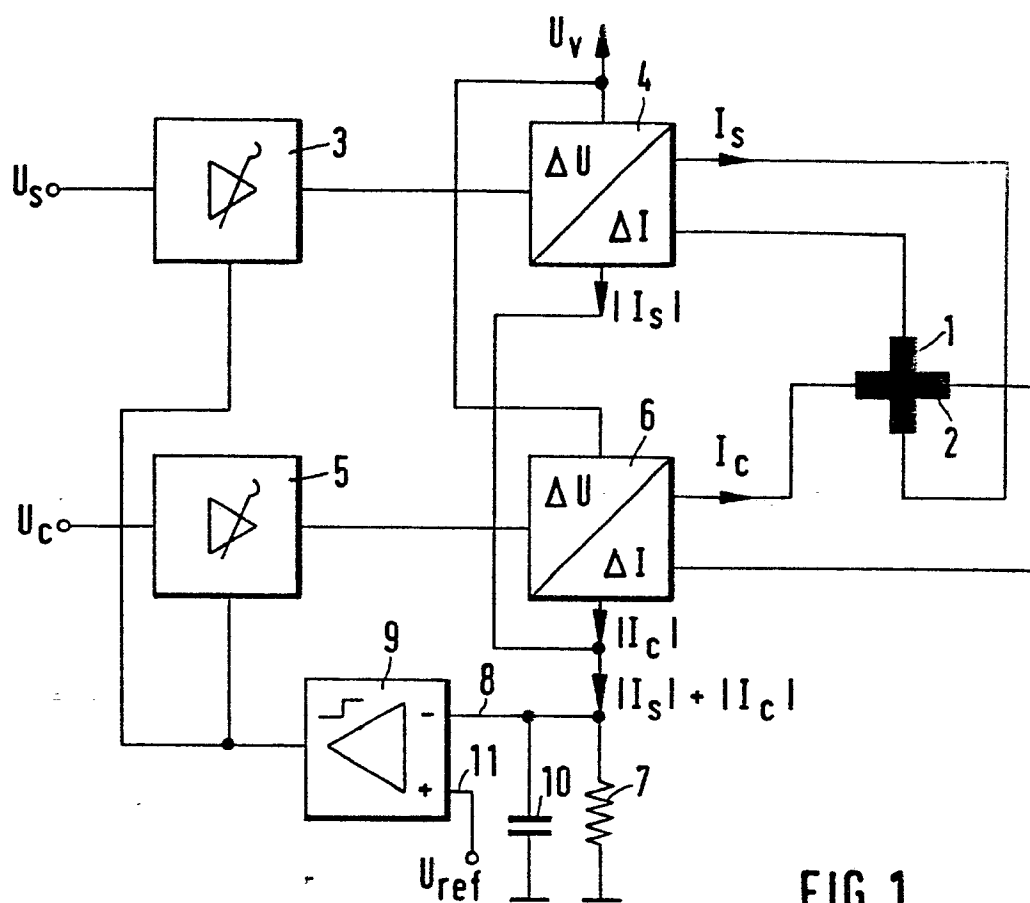 U_v
4
3
I_s
U_s
ΔU
ΔI
|I_s|
1
2
6
5
I_c
U_c
ΔU
ΔI
|I_c|
9
8
|I_s| + |I_c|
-
11
+
10
7
U_ref
FIG. 1